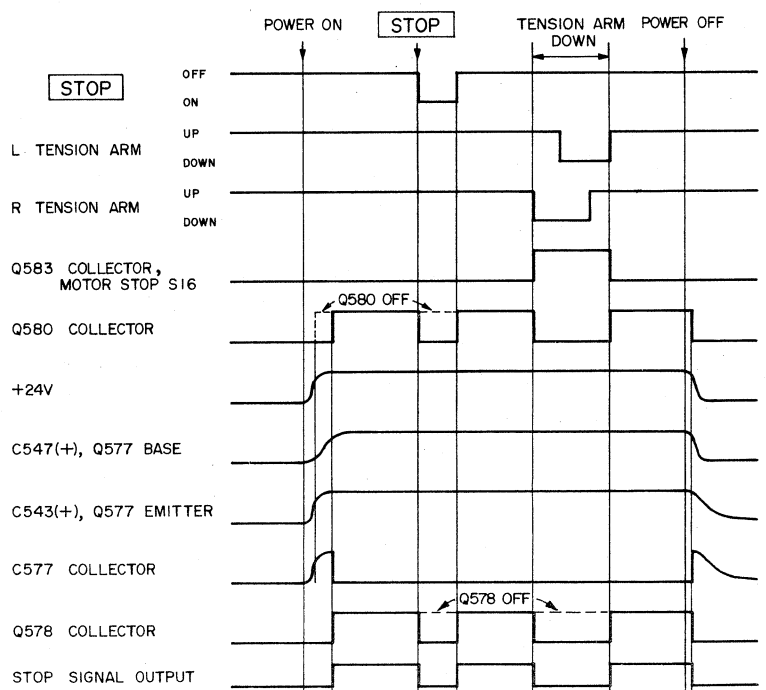 POWER ON STOP TENSION ARM DOWN POWER OFF
STOP OFF
ON
L TENSION ARM UP
DOWN
R TENSION ARM UP
DOWN
Q583 COLLECTOR,
MOTOR STOP S16
Q580 OFF
Q580 COLLECTOR
+24V
C547(+), Q577 BASE
C543(+), Q577 EMITTER
C577 COLLECTOR
Q578 OFF
Q578 COLLECTOR
STOP SIGNAL OUTPUT